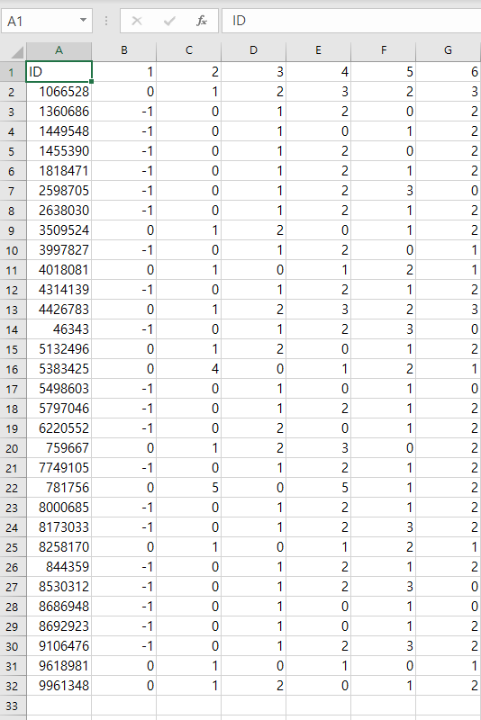 A1 fx ID
A B C D E F G
1 ID 1 2 3 4 5 6
2 1066528 0 1 2 3 2 3
3 1360686 -1 0 1 2 0 2
4 1449548 -1 0 1 0 1 2
5 1455390 -1 0 1 2 0 2
6 1818471 -1 0 1 2 1 2
7 2598705 -1 0 1 2 3 0
8 2638030 -1 0 1 2 1 2
9 3509524 0 1 2 0 1 2
10 3997827 -1 0 1 2 0 1
11 4018081 0 1 0 1 2 1
12 4314139 -1 0 1 2 1 2
13 4426783 0 1 2 3 2 3
14 46343 -1 0 1 2 3 0
15 5132496 0 1 2 0 1 2
16 5383425 0 4 0 1 2 1
17 5498603 -1 0 1 0 1 0
18 5797046 -1 0 1 2 1 2
19 6220552 -1 0 2 0 1 2
20 759667 0 1 2 3 0 2
21 7749105 -1 0 1 2 1 2
22 781756 0 5 0 5 1 2
23 8000685 -1 0 1 2 1 2
24 8173033 -1 0 1 2 3 2
25 8258170 0 1 0 1 2 1
26 844359 -1 0 1 2 1 2
27 8530312 -1 0 1 2 3 0
28 8686948 -1 0 1 0 1 0
29 8692923 -1 0 1 0 1 2
30 9106476 -1 0 1 2 3 2
31 9618981 0 1 0 1 0 1
32 9961348 0 1 2 0 1 2
33